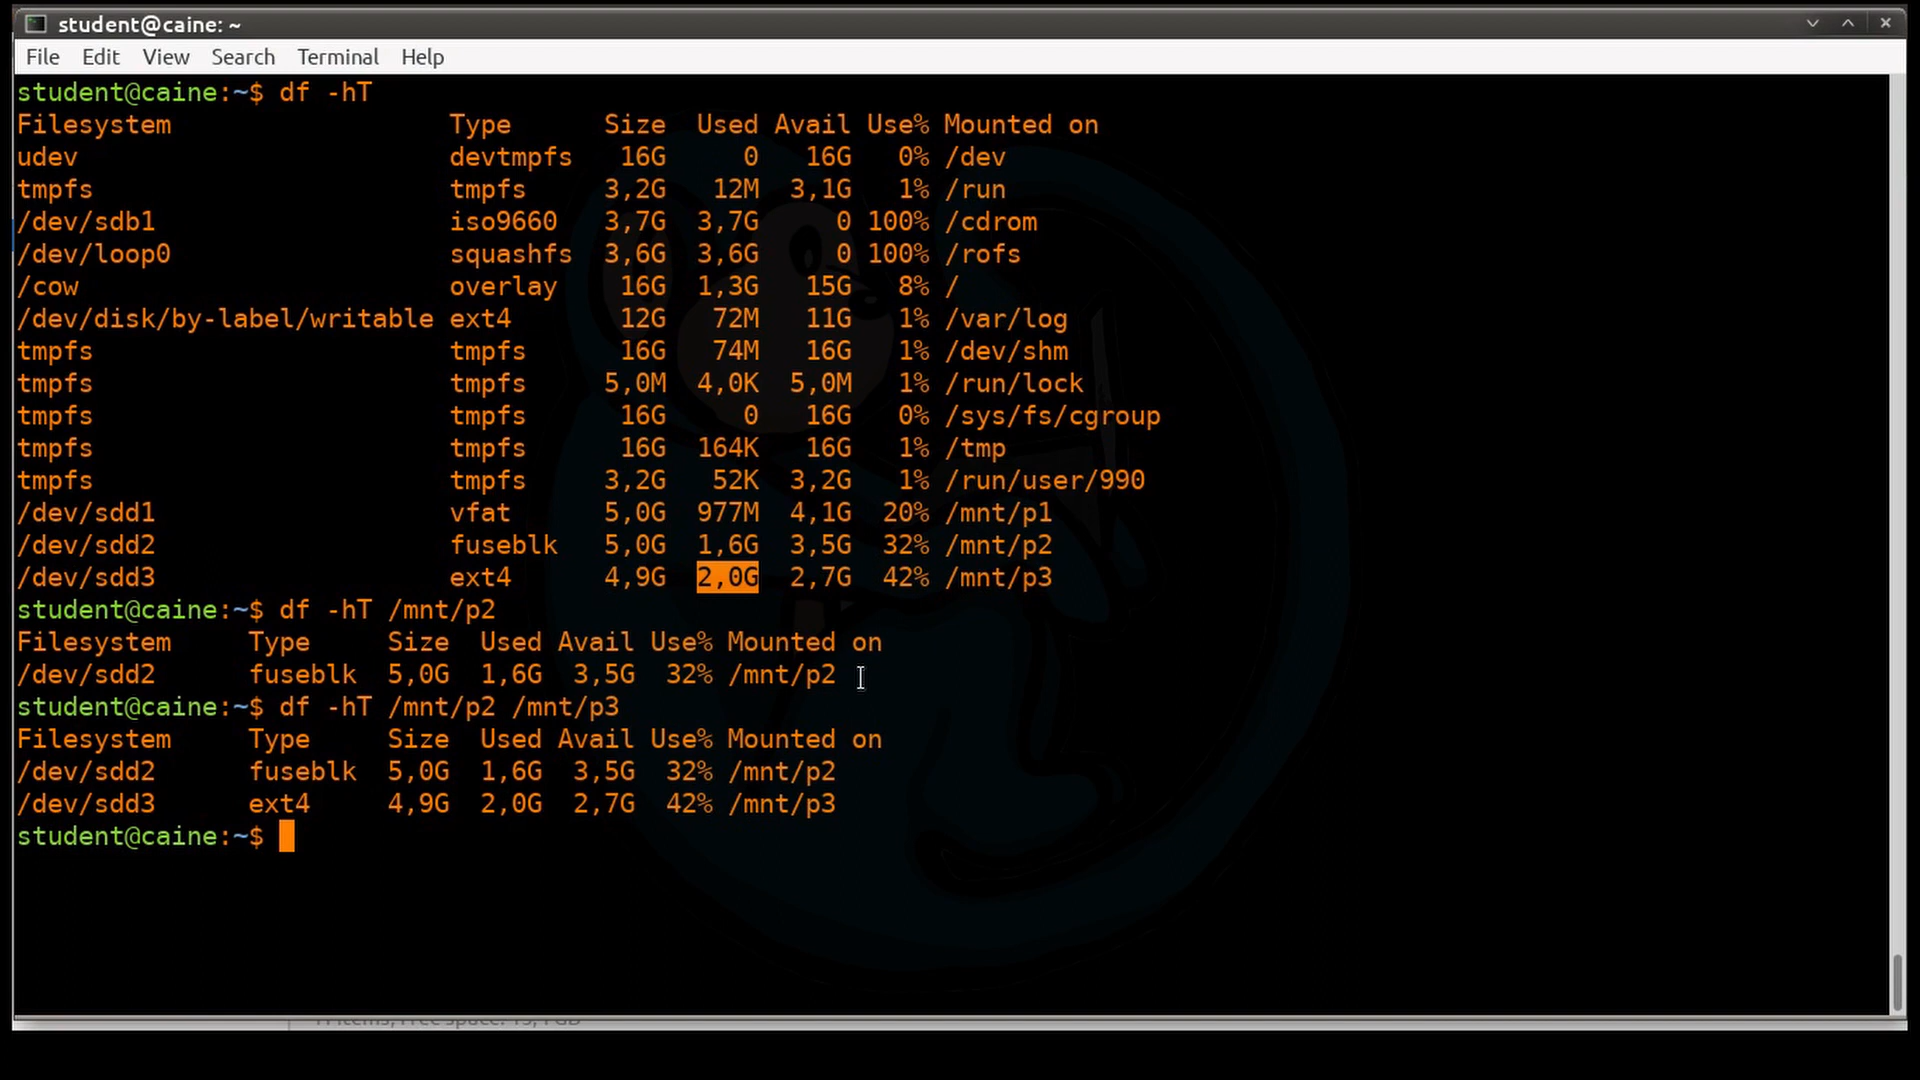 student@caine: ~
File Edit View Search Terminal Help
student@caine:~$ df -hT
Filesystem Type Size Used Avail Use% Mounted on
udev devtmpfs 16G 0 16G 0% /dev
tmpfs tmpfs 3,2G 12M 3,1G 1% /run
/dev/sdb1 iso9660 3,7G 3,7G 0 100% /cdrom
/dev/loop0 squashfs 3,6G 3,6G 0 100% /rofs
/cow overlay 16G 1,3G 15G 8% /
/dev/disk/by-label/writable ext4 12G 72M 11G 1% /var/log
tmpfs tmpfs 16G 74M 16G 1% /dev/shm
tmpfs tmpfs 5,0M 4,0K 5,0M 1% /run/lock
tmpfs tmpfs 16G 0 16G 0% /sys/fs/cgroup
tmpfs tmpfs 16G 164K 16G 1% /tmp
tmpfs tmpfs 3,2G 52K 3,2G 1% /run/user/990
/dev/sdd1 vfat 5,0G 977M 4,1G 20% /mnt/p1
/dev/sdd2 fuseblk 5,0G 1,6G 3,5G 32% /mnt/p2
/dev/sdd3 ext4 4,9G 2,0G 2,7G 42% /mnt/p3
student@caine:~$ df -hT /mnt/p2
Filesystem Type Size Used Avail Use% Mounted on
/dev/sdd2 fuseblk 5,0G 1,6G 3,5G 32% /mnt/p2
student@caine:~$ df -hT /mnt/p2 /mnt/p3
Filesystem Type Size Used Avail Use% Mounted on
/dev/sdd2 fuseblk 5,0G 1,6G 3,5G 32% /mnt/p2
/dev/sdd3 ext4 4,9G 2,0G 2,7G 42% /mnt/p3
student@caine:~$